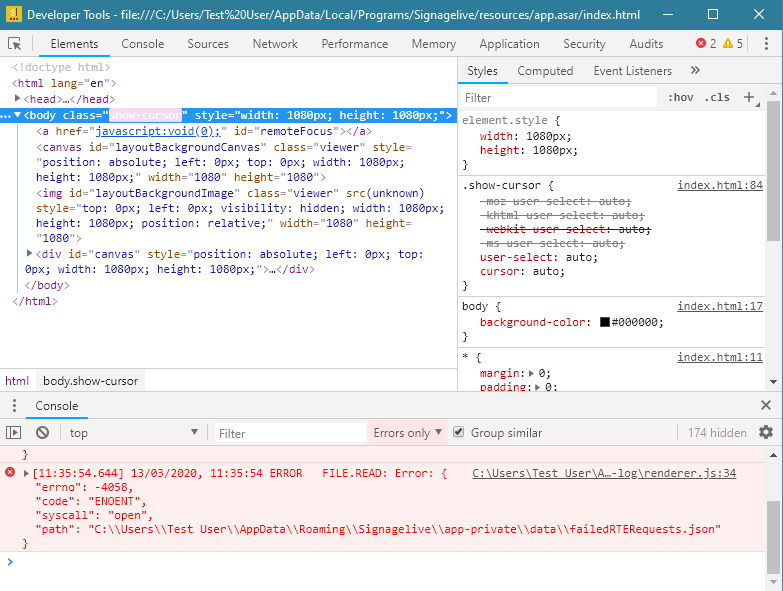 Developer Tools - file:///C:/Users/Test%20User/AppData/Local/Programs/Signagelive/resources/app.asar/index.html
Elements Console Sources Network Performance Memory Application Security Audits 2 5
<!doctype html>
<html lang="en">
<head>…</head>
…<body class="show-cursor" style="width: 1080px; height: 1080px;">
<a href="javascript:void(0);" id="remoteFocus"></a>
<canvas id="layoutBackgroundCanvas" class="viewer" style=
"position: absolute; left: 0px; top: 0px; width: 1080px;
height: 1080px;" width="1080" height="1080">
<img id="layoutBackgroundImage" class="viewer" src(unknown)
style="top: 0px; left: 0px; visibility: hidden; width: 1080px;
height: 1080px; position: relative;" width="1080" height=
"1080">
<div id="canvas" style="position: absolute; left: 0px; top:
0px; width: 1080px; height: 1080px;">…</div>
</body>
</html>
html body.show-cursor
Styles Computed Event Listeners »
Filter :hov .cls +
element.style {
width: 1080px;
height: 1080px;
}
.show-cursor { index.html:84
-moz-user-select: auto;
-khtml-user-select: auto;
-webkit-user-select: auto;
-ms-user-select: auto;
user-select: auto;
cursor: auto;
}
body { index.html:17
background-color: #000000;
}
* { index.html:11
margin: 0;
padding: 0;
Console
top Filter Errors only Group similar 174 hidden
}
[11:35:54.644] 13/03/2020, 11:35:54 ERROR FILE.READ: Error: { C:\Users\Test User\A…-log\renderer.js:34
"errno": -4058,
"code": "ENOENT",
"syscall": "open",
"path": "C:\\Users\\Test User\\AppData\\Roaming\\Signagelive\\app-private\\data\\failedRTERequests.json"
}